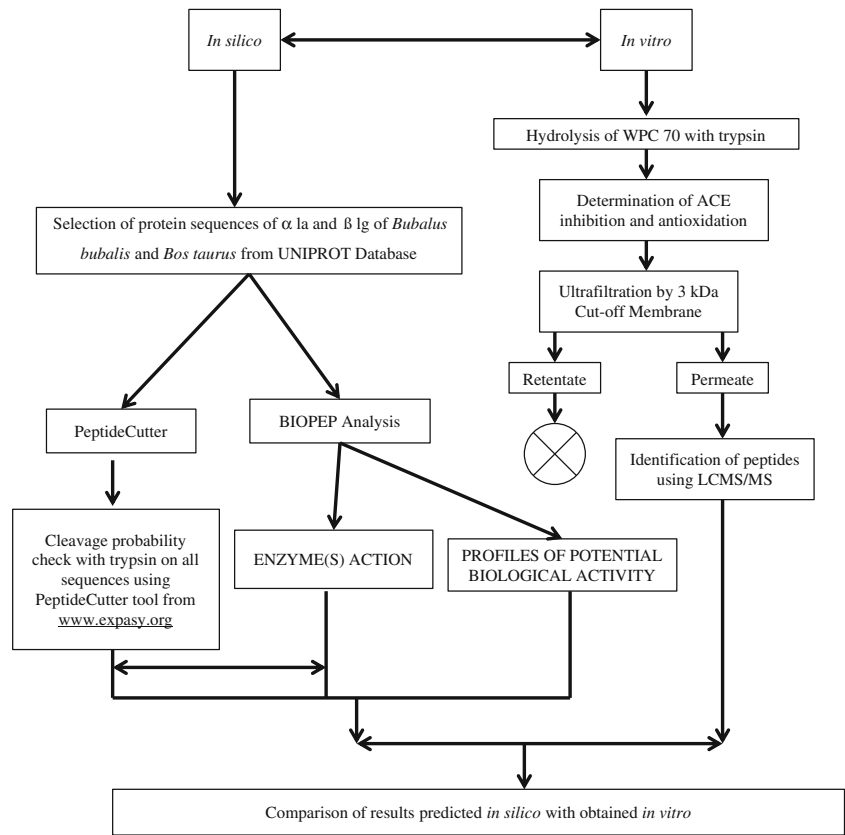 In silico
In vitro
Hydrolysis of WPC 70 with trypsin
Determination of ACE
inhibition and antioxidation
Selection of protein sequences of α la and ß lg of Bubalus
bubalis and Bos taurus from UNIPROT Database
Ultrafiltration by 3 kDa
Cut-off Membrane
Retentate
Permeate
PeptideCutter
BIOPEP Analysis
Identification of peptides
using LCMS/MS
Cleavage probability
check with trypsin on all
sequences using
PeptideCutter tool from
www.expasy.org
ENZYME(S) ACTION
PROFILES OF POTENTIAL
BIOLOGICAL ACTIVITY
Comparison of results predicted in silico with obtained in vitro